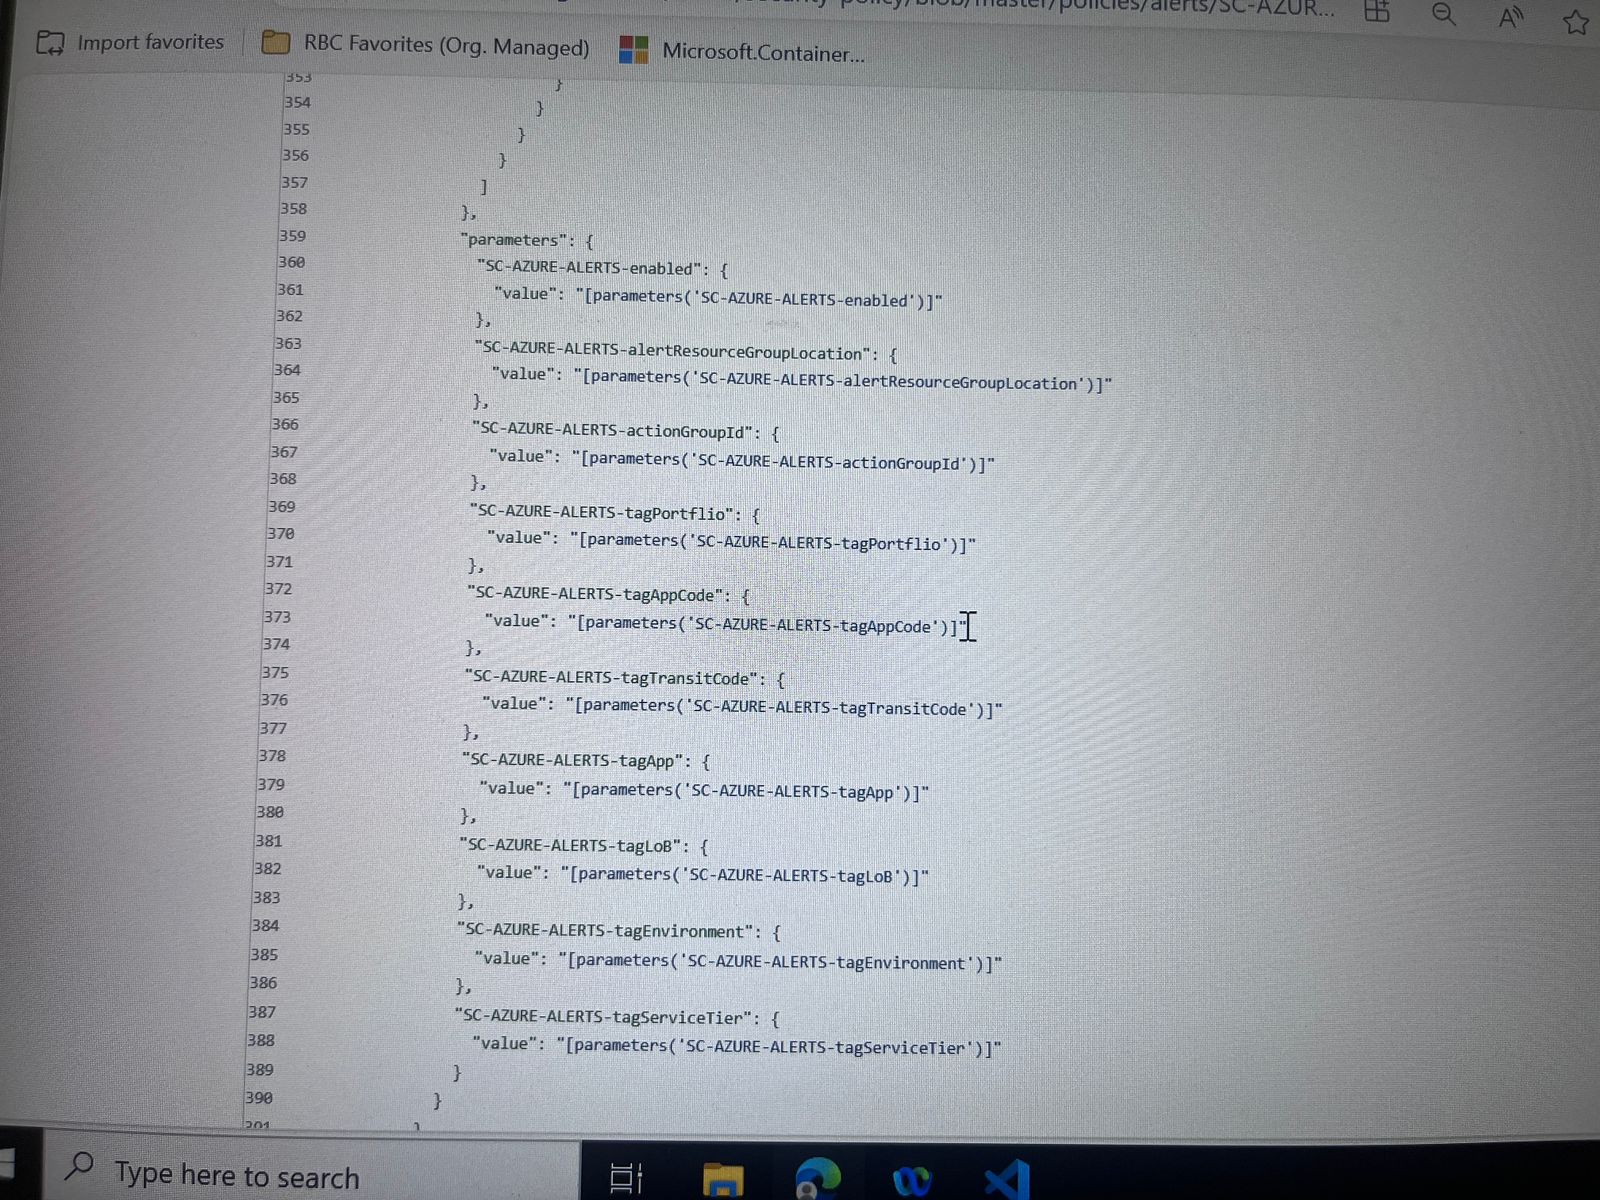 security-policy/blob/master/policies/alerts/SC-AZUR...
Import favorites
RBC Favorites (Org. Managed)
Microsoft.Container...
353 }
354 }
355 }
356 }
357 ]
358 },
359 "parameters": {
360 "SC-AZURE-ALERTS-enabled": {
361 "value": "[parameters('SC-AZURE-ALERTS-enabled')]"
362 },
363 "SC-AZURE-ALERTS-alertResourceGroupLocation": {
364 "value": "[parameters('SC-AZURE-ALERTS-alertResourceGroupLocation')]"
365 },
366 "SC-AZURE-ALERTS-actionGroupId": {
367 "value": "[parameters('SC-AZURE-ALERTS-actionGroupId')]"
368 },
369 "SC-AZURE-ALERTS-tagPortflio": {
370 "value": "[parameters('SC-AZURE-ALERTS-tagPortflio')]"
371 },
372 "SC-AZURE-ALERTS-tagAppCode": {
373 "value": "[parameters('SC-AZURE-ALERTS-tagAppCode')]"
374 },
375 "SC-AZURE-ALERTS-tagTransitCode": {
376 "value": "[parameters('SC-AZURE-ALERTS-tagTransitCode')]"
377 },
378 "SC-AZURE-ALERTS-tagApp": {
379 "value": "[parameters('SC-AZURE-ALERTS-tagApp')]"
380 },
381 "SC-AZURE-ALERTS-tagLoB": {
382 "value": "[parameters('SC-AZURE-ALERTS-tagLoB')]"
383 },
384 "SC-AZURE-ALERTS-tagEnvironment": {
385 "value": "[parameters('SC-AZURE-ALERTS-tagEnvironment')]"
386 },
387 "SC-AZURE-ALERTS-tagServiceTier": {
388 "value": "[parameters('SC-AZURE-ALERTS-tagServiceTier')]"
389 }
390 }
391 }
Type here to search